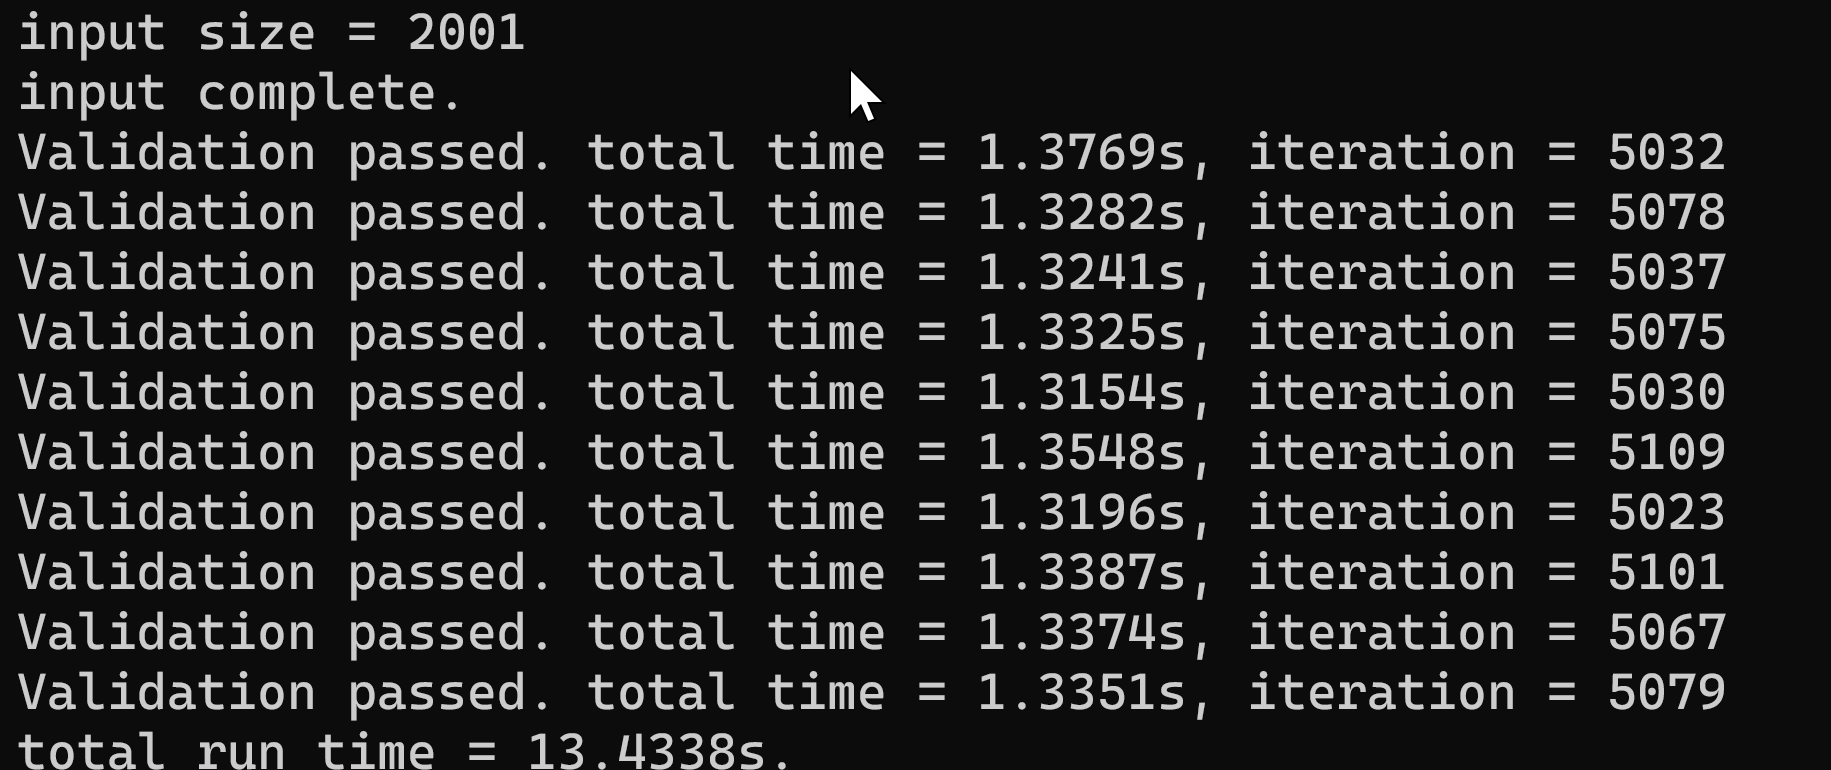 input size = 2001
input complete.
Validation passed. total time = 1.3769s, iteration = 5032
Validation passed. total time = 1.3282s, iteration = 5078
Validation passed. total time = 1.3241s, iteration = 5037
Validation passed. total time = 1.3325s, iteration = 5075
Validation passed. total time = 1.3154s, iteration = 5030
Validation passed. total time = 1.3548s, iteration = 5109
Validation passed. total time = 1.3196s, iteration = 5023
Validation passed. total time = 1.3387s, iteration = 5101
Validation passed. total time = 1.3374s, iteration = 5067
Validation passed. total time = 1.3351s, iteration = 5079
total run time = 13.4338s.